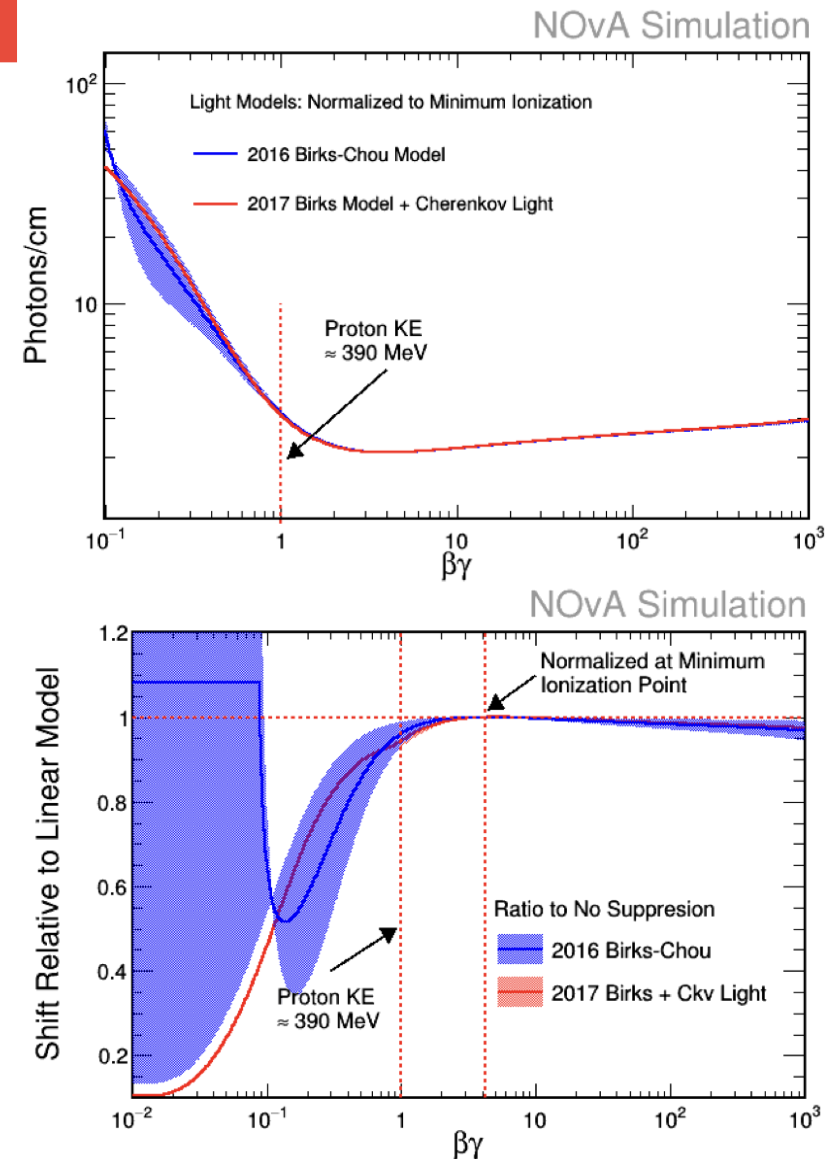 NOvA Simulation
10²
Light Models: Normalized to Minimum Ionization
2016 Birks-Chou Model
2017 Birks Model + Cherenkov Light
Photons/cm
10
Proton KE
≈ 390 MeV
10⁻¹ 1 10 10² 10³
βγ
NOvA Simulation
1.2
Normalized at Minimum
Ionization Point
1
Shift Relative to Linear Model
0.8
0.6
Ratio to No Suppresion
2016 Birks-Chou
0.4
2017 Birks + Ckv Light
Proton KE
≈ 390 MeV
0.2
10⁻² 10⁻¹ 1 10 10² 10³
βγ